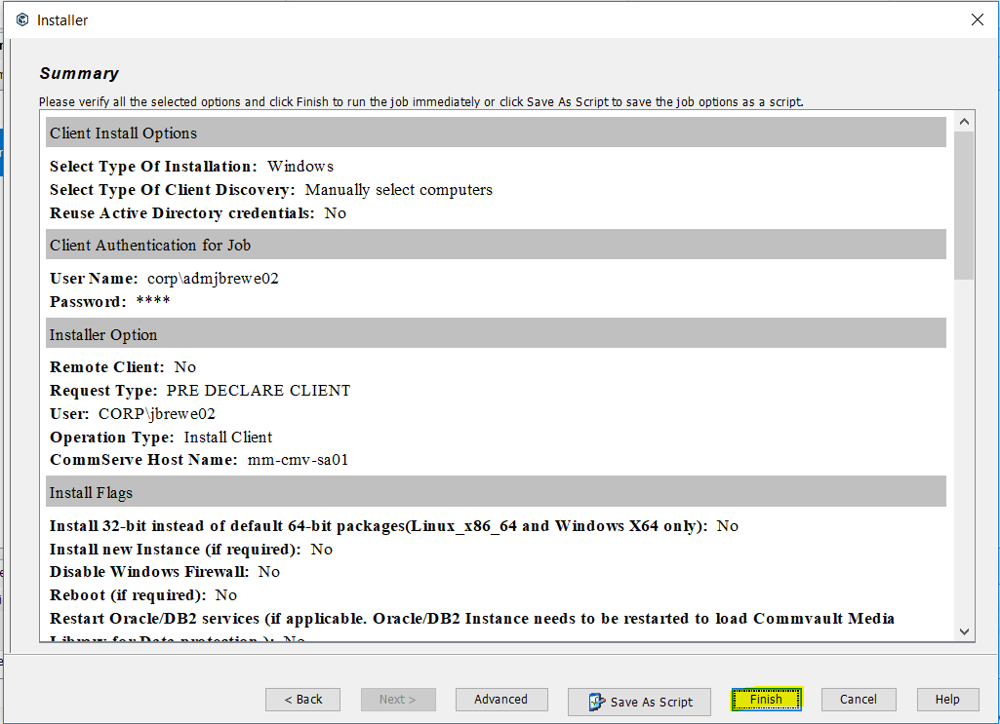 Installer
Summary
Please verify all the selected options and click Finish to run the job immediately or click Save As Script to save the job options as a script.
Client Install Options
Select Type Of Installation: Windows
Select Type Of Client Discovery: Manually select computers
Reuse Active Directory credentials: No
Client Authentication for Job
User Name: corp\admjbrewe02
Password: ****
Installer Option
Remote Client: No
Request Type: PRE DECLARE CLIENT
User: CORP\jbrewe02
Operation Type: Install Client
CommServe Host Name: mm-cmv-sa01
Install Flags
Install 32-bit instead of default 64-bit packages(Linux_x86_64 and Windows X64 only): No
Install new Instance (if required): No
Disable Windows Firewall: No
Reboot (if required): No
Restart Oracle/DB2 services (if applicable. Oracle/DB2 Instance needs to be restarted to load Commvault Media
Library for Data protection.): No
< Back Next > Advanced Save As Script Finish Cancel Help